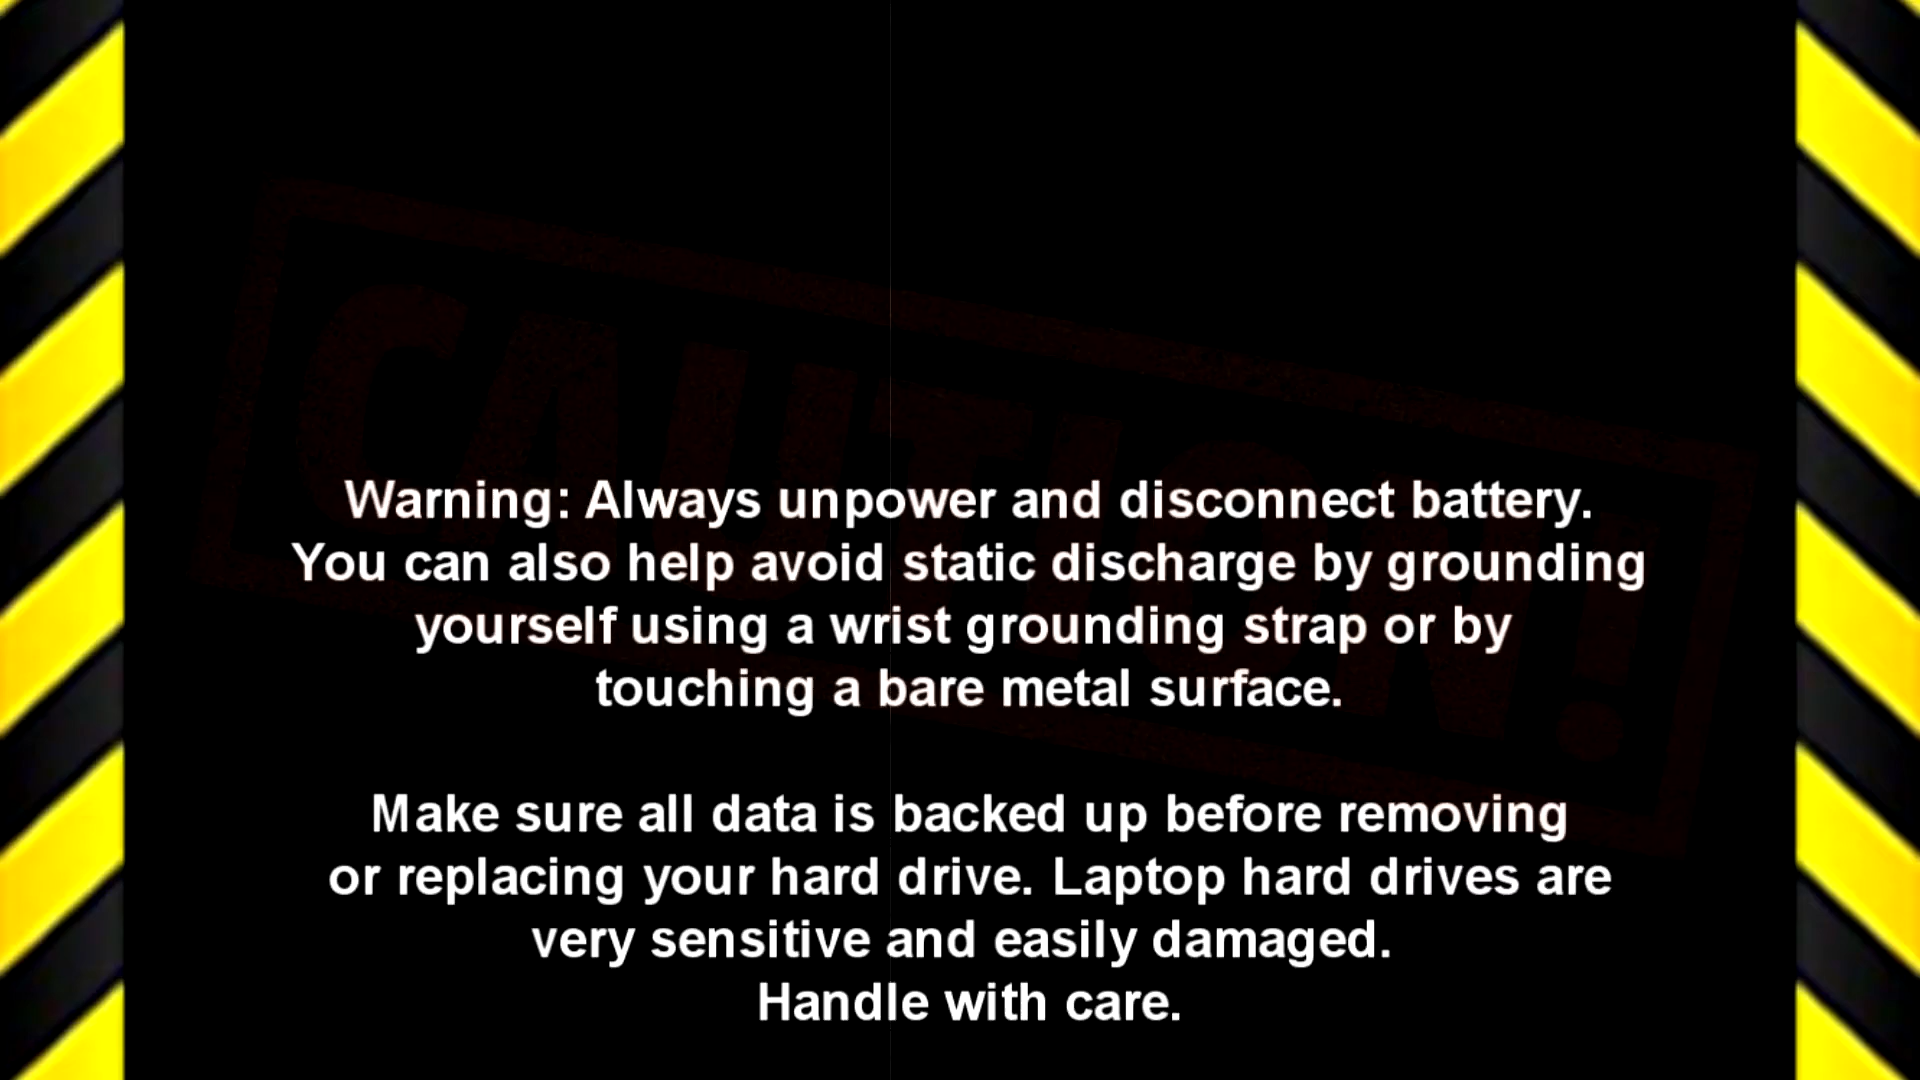 CAUTION!
Warning: Always unpower and disconnect battery.
You can also help avoid static discharge by grounding
yourself using a wrist grounding strap or by
touching a bare metal surface.
Make sure all data is backed up before removing
or replacing your hard drive. Laptop hard drives are
very sensitive and easily damaged.
Handle with care.